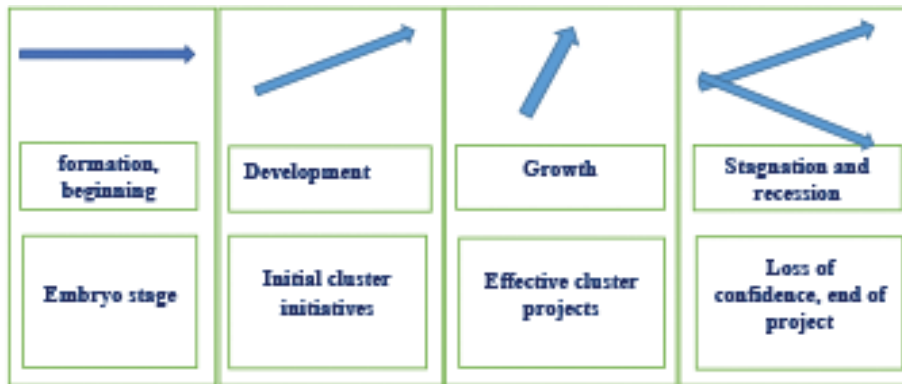 formation,
beginning
Development
Growth
Stagnation and
recession
Embryo stage
Initial cluster
initiatives
Effective cluster
projects
Loss of
confidence, end of
project